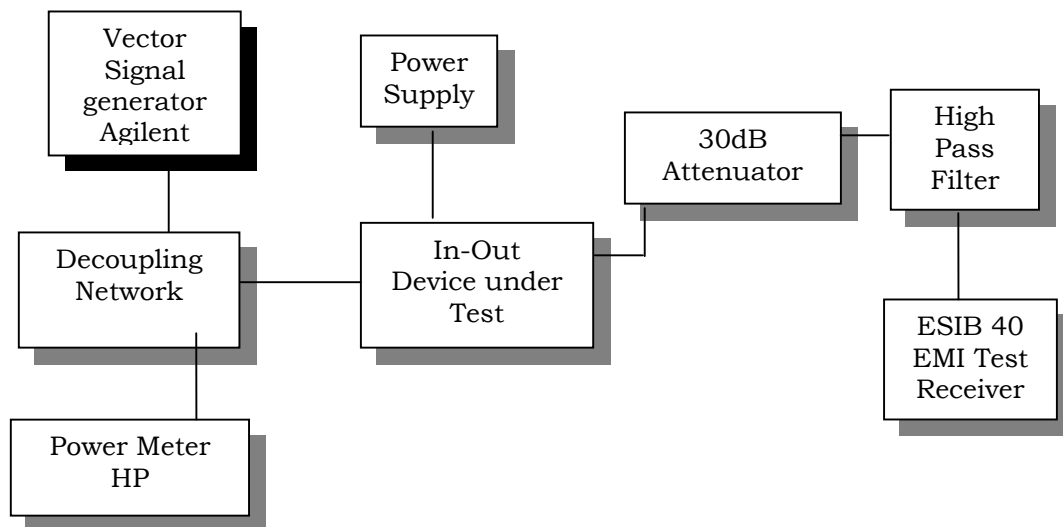 Vector
Signal
generator
Agilent
Power
Supply
30dB
Attenuator
High
Pass
Filter
Decoupling
Network
In-Out
Device under
Test
ESIB 40
EMI Test
Receiver
Power Meter
HP